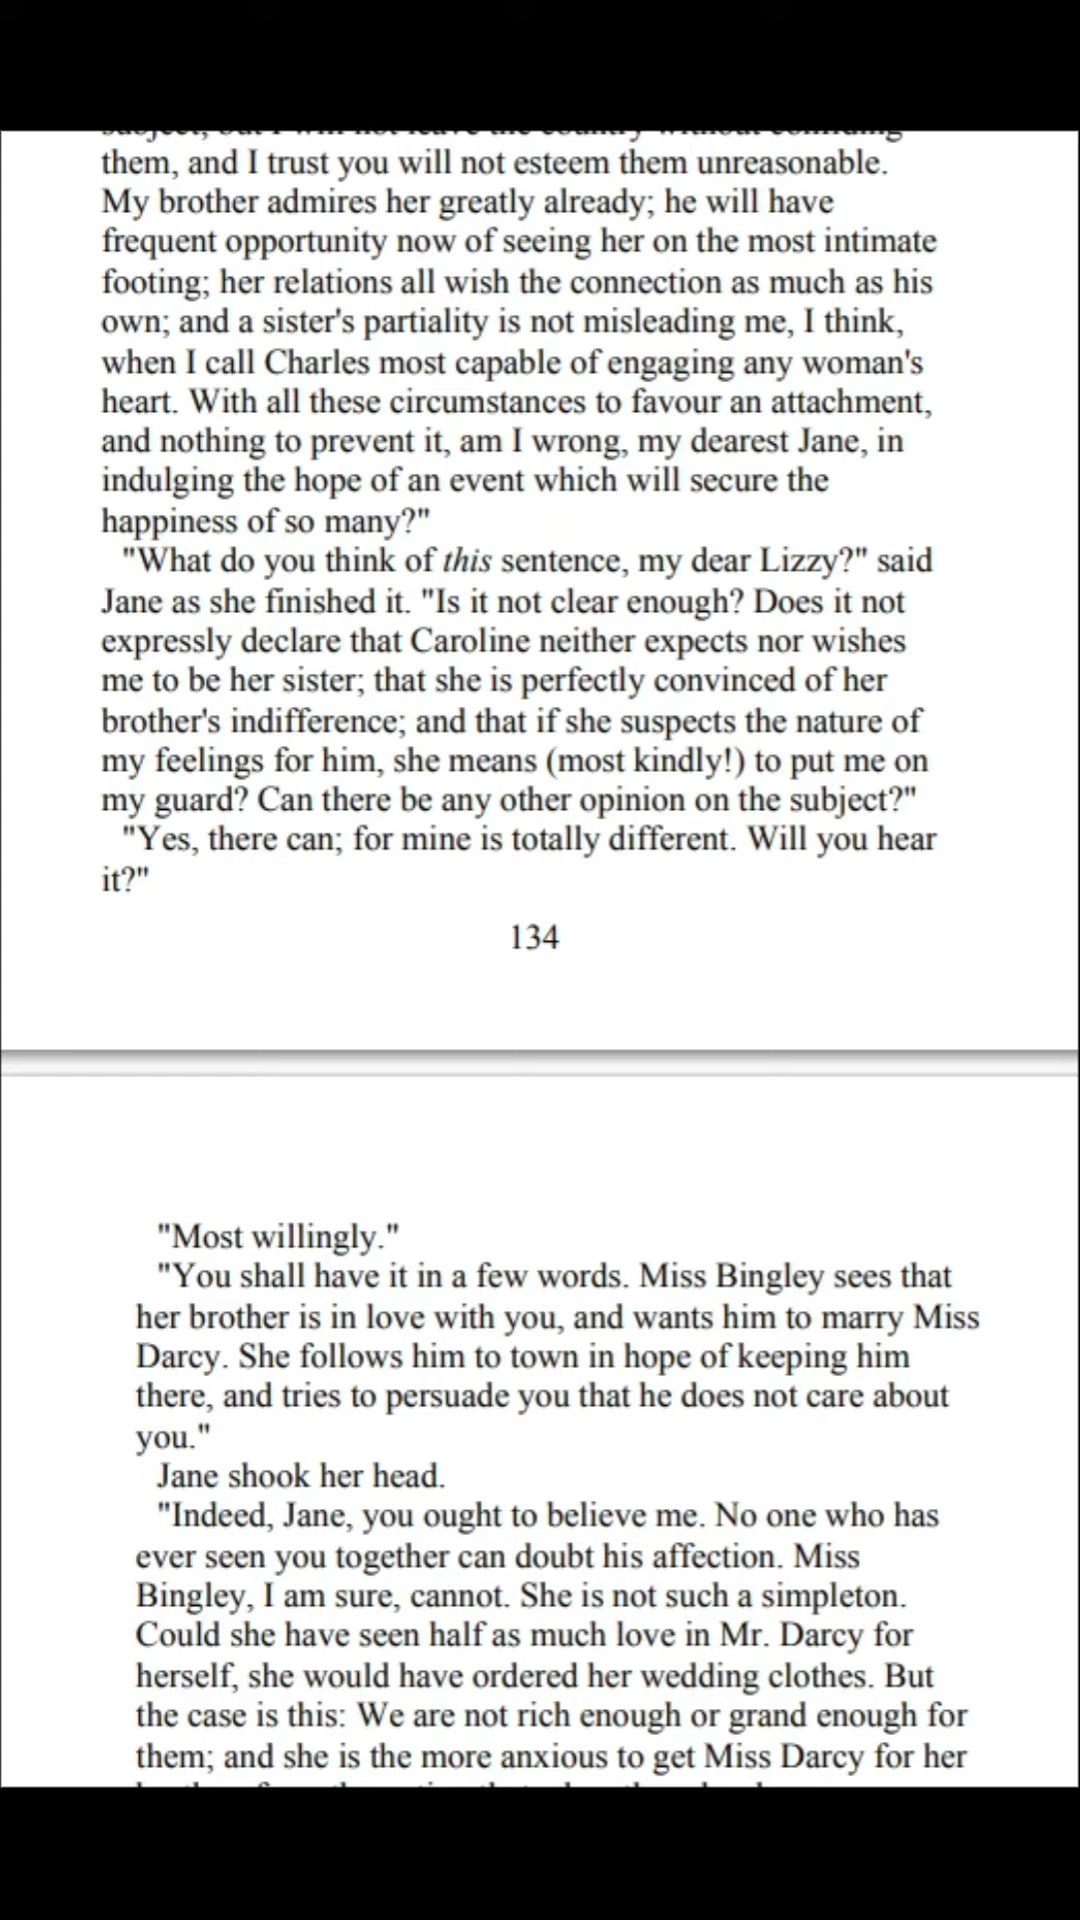 them, and I trust you will not esteem them unreasonable.
My brother admires her greatly already; he will have
frequent opportunity now of seeing her on the most intimate
footing; her relations all wish the connection as much as his
own; and a sister's partiality is not misleading me, I think,
when I call Charles most capable of engaging any woman's
heart. With all these circumstances to favour an attachment,
and nothing to prevent it, am I wrong, my dearest Jane, in
indulging the hope of an event which will secure the
happiness of so many?"
"What do you think of this sentence, my dear Lizzy?" said
Jane as she finished it. "Is it not clear enough? Does it not
expressly declare that Caroline neither expects nor wishes
me to be her sister; that she is perfectly convinced of her
brother's indifference; and that if she suspects the nature of
my feelings for him, she means (most kindly!) to put me on
my guard? Can there be any other opinion on the subject?"
"Yes, there can; for mine is totally different. Will you hear
it?"
134
"Most willingly."
"You shall have it in a few words. Miss Bingley sees that
her brother is in love with you, and wants him to marry Miss
Darcy. She follows him to town in hope of keeping him
there, and tries to persuade you that he does not care about
you."
Jane shook her head.
"Indeed, Jane, you ought to believe me. No one who has
ever seen you together can doubt his affection. Miss
Bingley, I am sure, cannot. She is not such a simpleton.
Could she have seen half as much love in Mr. Darcy for
herself, she would have ordered her wedding clothes. But
the case is this: We are not rich enough or grand enough for
them; and she is the more anxious to get Miss Darcy for her